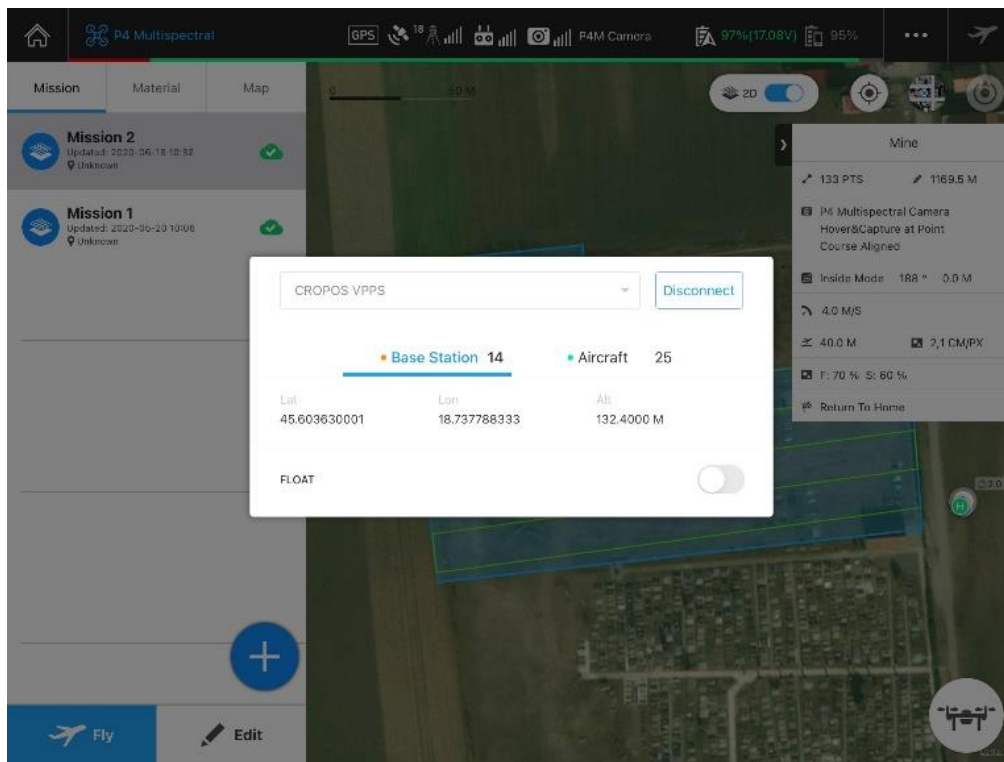 P4 Multispectral
GPS 18 P4M Camera 97%(17.08V) 95%
Mission Material Map
0 50 M
2D
Mission 2
Updated: 2020-06-18 10:32
Unknown
Mission 1
Updated: 2020-05-20 10:06
Unknown
Mine
133 PTS 1169.5 M
P4 Multispectral Camera
Hover&Capture at Point
Course Aligned
Inside Mode 188 ° 0.0 M
4.0 M/S
40.0 M 2,1 CM/PX
F: 70 % S: 60 %
Return To Home
CROPOS VPPS
Disconnect
Base Station 14
Aircraft 25
Lat Lon Alt
45.603630001 18.737788333 132.4000 M
FLOAT
H
Fly
Edit